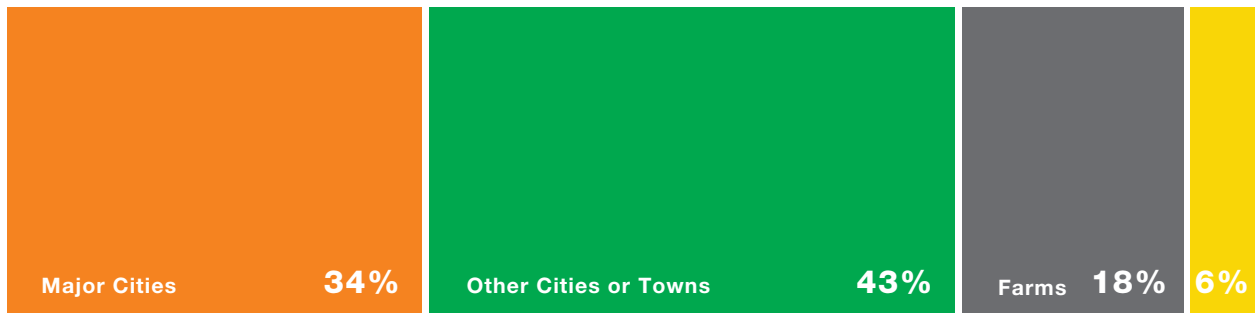 Major Cities 34%
Other Cities or Towns 43%
Farms 18%
6%